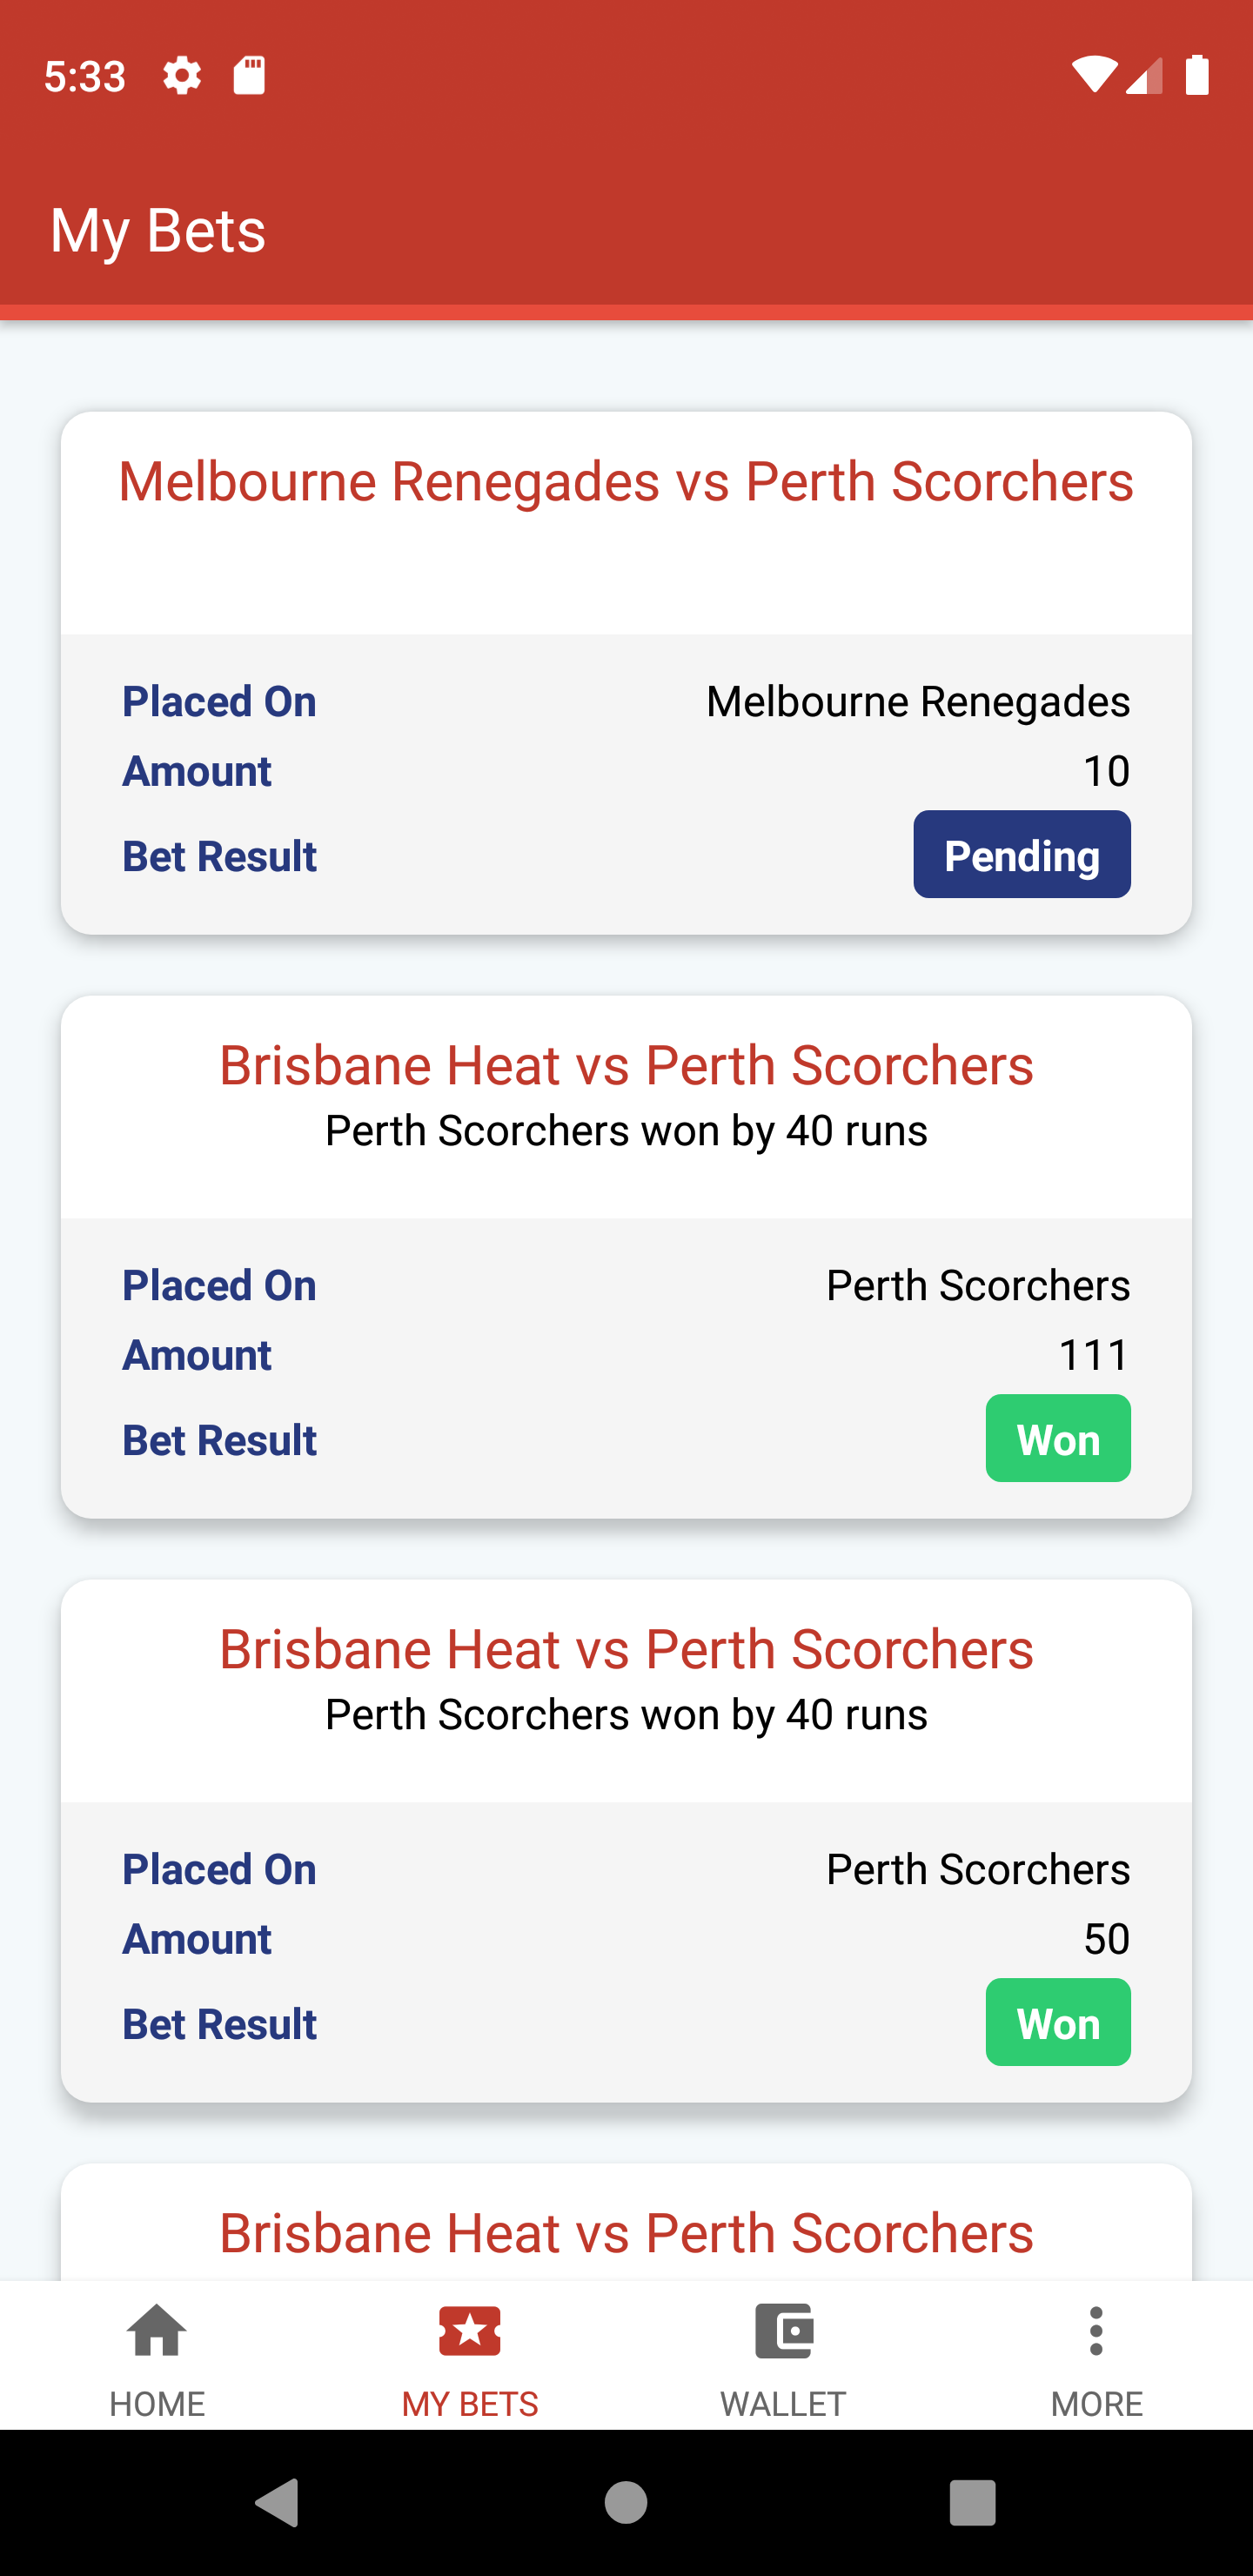 5:33
My Bets
Melbourne Renegades vs Perth Scorchers
Placed On Melbourne Renegades
Amount 10
Bet Result Pending
Brisbane Heat vs Perth Scorchers
Perth Scorchers won by 40 runs
Placed On Perth Scorchers
Amount 111
Bet Result Won
Brisbane Heat vs Perth Scorchers
Perth Scorchers won by 40 runs
Placed On Perth Scorchers
Amount 50
Bet Result Won
Brisbane Heat vs Perth Scorchers
HOME MY BETS WALLET MORE